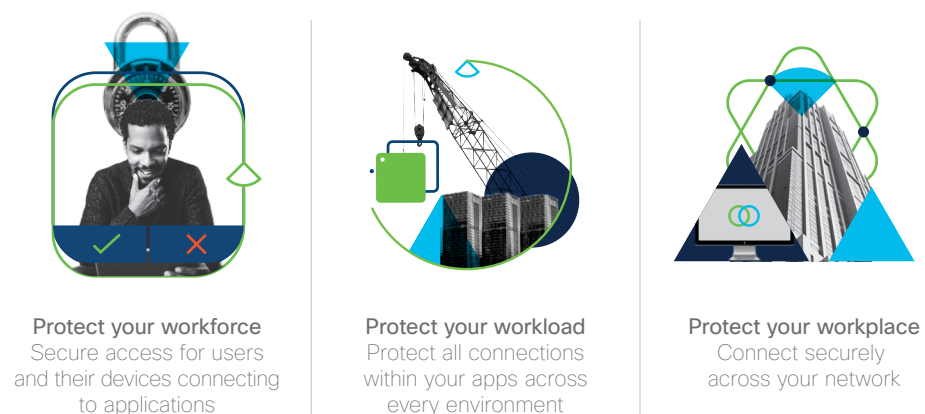 Protect your workforce
Secure access for users
and their devices connecting
to applications
Protect your workload
Protect all connections
within your apps across
every environment
Protect your workplace
Connect securely
across your network